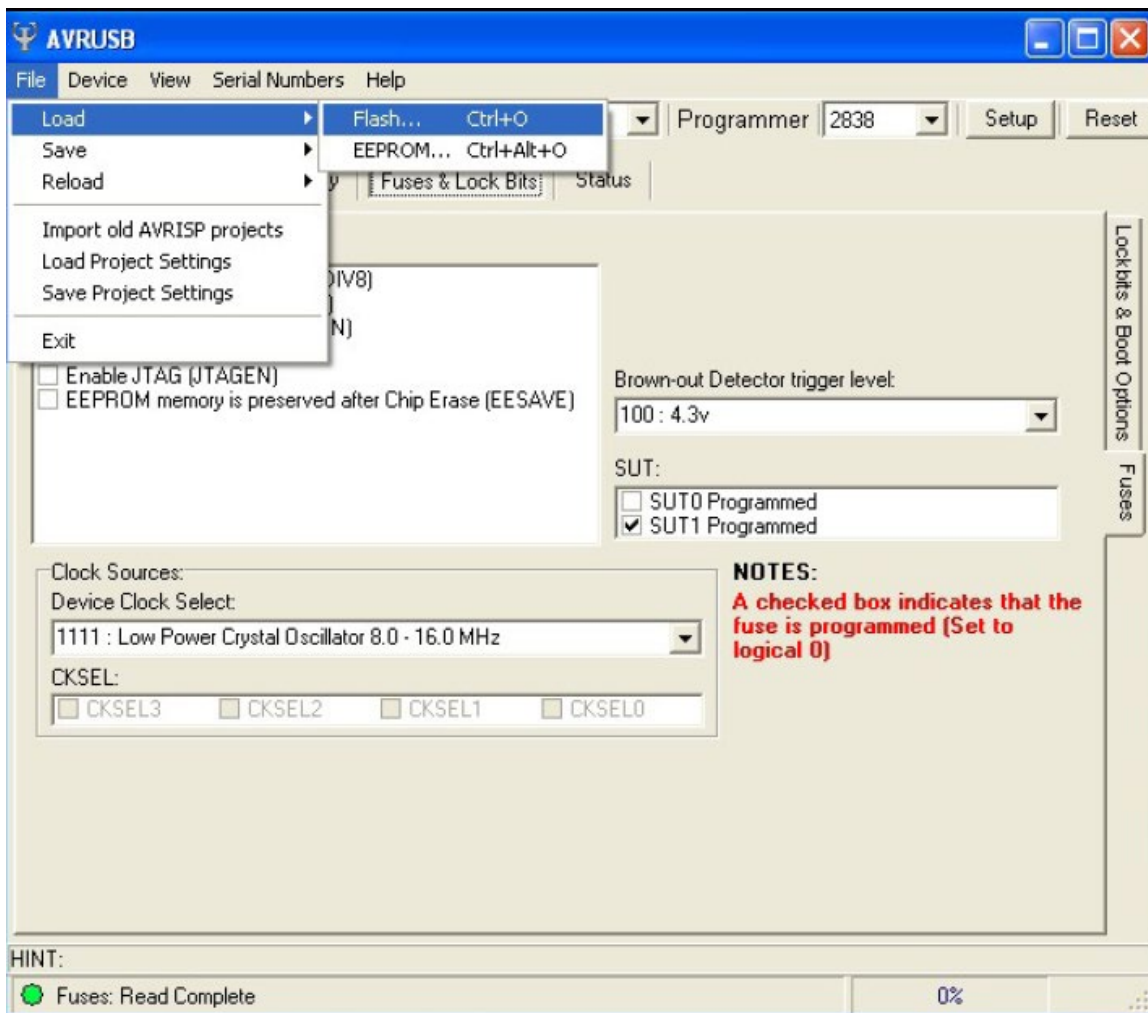 AVRUSB
File Device View Serial Numbers Help
Load Flash... Ctrl+O Programmer 2838 Setup Reset
Save EEPROM... Ctrl+Alt+O
Reload y Fuses & Lock Bits Status
Import old AVRISP projects
Load Project Settings
Save Project Settings
Exit
DIV8)
)
N)
Enable JTAG (JTAGEN)
EEPROM memory is preserved after Chip Erase (EESAVE)
Brown-out Detector trigger level:
100 : 4.3v
SUT:
SUT0 Programmed
SUT1 Programmed
Lockbits & Boot Options
Fuses
Clock Sources:
Device Clock Select:
1111 : Low Power Crystal Oscillator 8.0 - 16.0 MHz
CKSEL:
CKSEL3 CKSEL2 CKSEL1 CKSEL0
NOTES:
A checked box indicates that the
fuse is programmed (Set to
logical 0)
HINT:
Fuses: Read Complete 0%